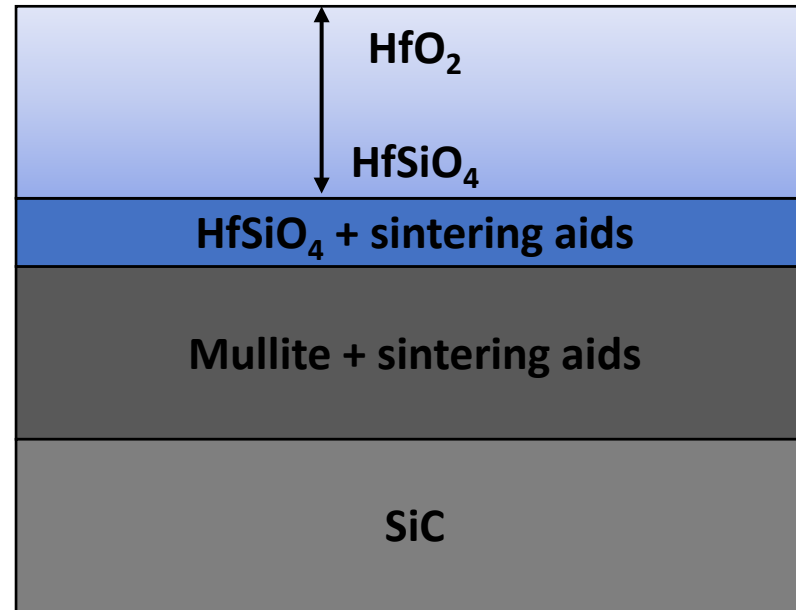 HfO₂
HfSiO₄
HfSiO₄ + sintering aids
Mullite + sintering aids
SiC